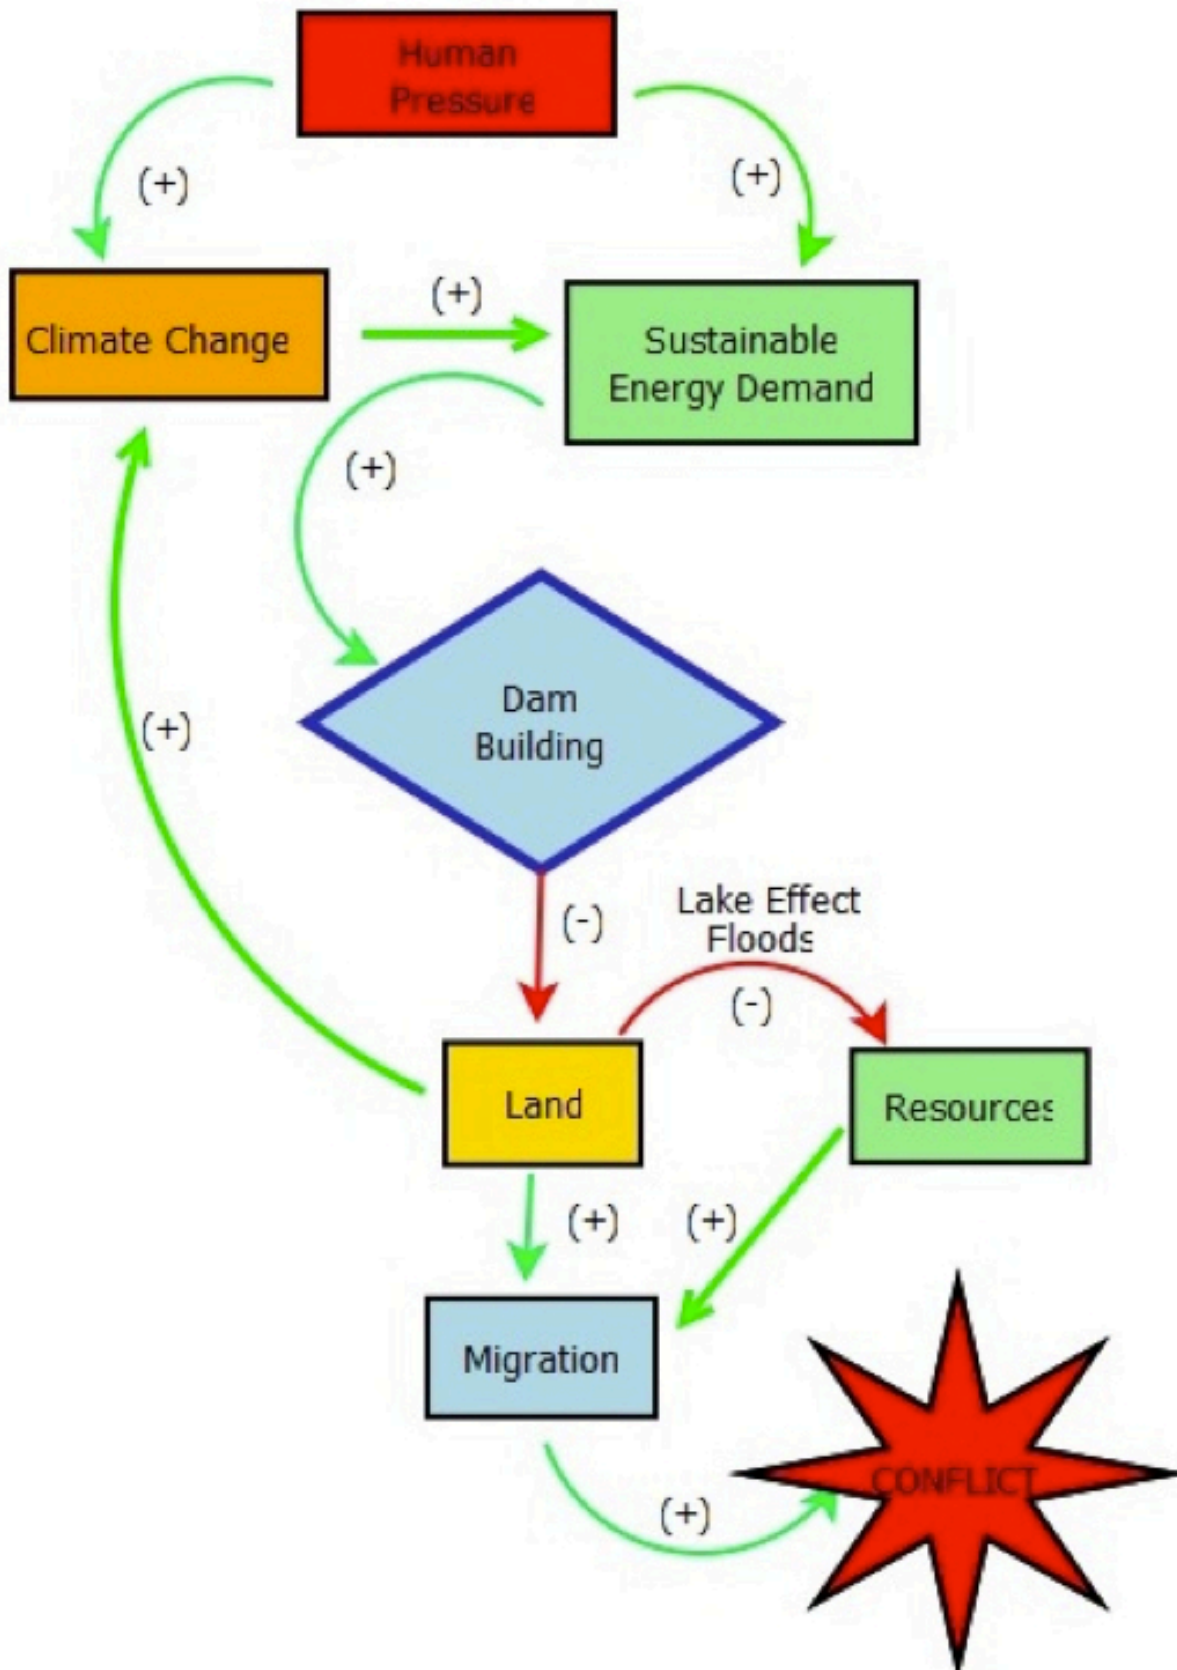 Human
Pressure
(+)
(+)
Climate Change
(+)
Sustainable
Energy Demand
(+)
Dam
Building
(+)
(-)
Lake Effect
Floods
(-)
Land
Resources
(+)
(+)
Migration
CONFLICT
(+)